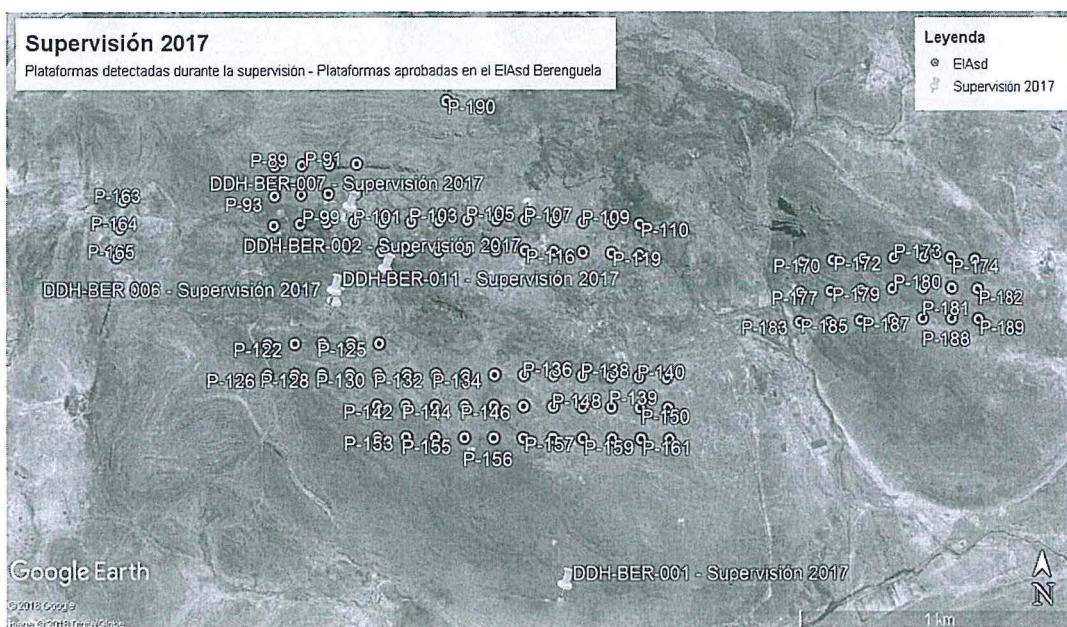 Supervisión 2017
Plataformas detectadas durante la supervisión - Plataformas aprobadas en el EIAsd Berenguela
Leyenda
EIAsd
Supervisión 2017
P-190
P-89 P-91
DDH-BER-007 - Supervisión 2017
P-163
P-93
P-99 P-101 P-103 P-105 P-107 P-109
P-164
P-110
P-165
DDH-BER-002 - Supervisión 2017
P-116 P-119
P-173
P-170 P-172 P-174
DDH-BER-011 - Supervisión 2017
DDH-BER 006 - Supervisión 2017
P-180
P-177 P-179 P-182
P-181
P-183 P-185 P-187 P-189
P-188
P-122 P-125
P-136 P-138 P-140
P-126 P-128 P-130 P-132 P-134
P-148 P-139
P-142 P-144 P-146 P-150
P-153 P-155 P-157 P-159 P-161
P-156
DDH-BER-001 - Supervisión 2017
Google Earth
© 2018 Google
Image © 2018 DigitalGlobe
1 km
N